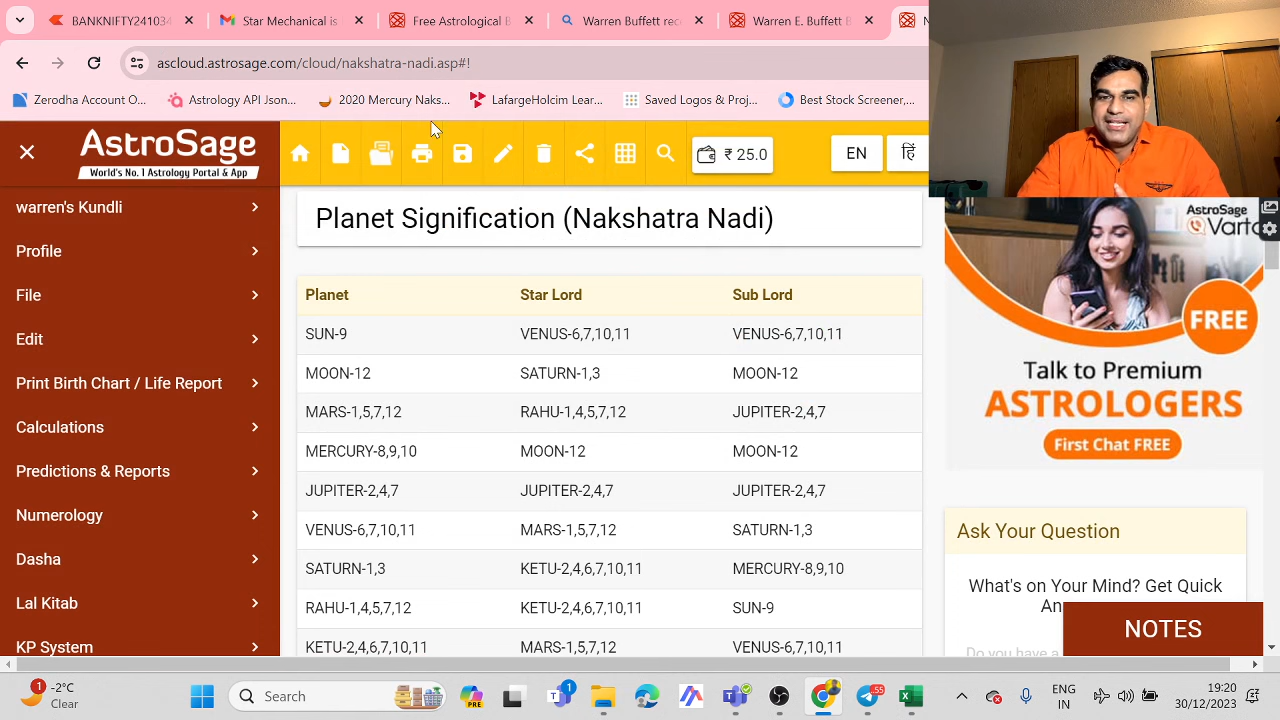 BANKNIFTY2410
Star Mechanical is
Free Astrological B
Warren Buffett rec
Warren E. Buffett B
N
ascloud.astrosage.com/cloud/nakshatra-nadi.asp#!
Zerodha Account O...
Astrology API Json...
2020 Mercury...
LafargeHolcim Lear...
Saved Logos & Proj...
Best Stock Screener,...
AstroSage
World's No. 1 Astrology Portal & App
₹ 25.0
EN
हिं
warren's Kundli
Profile
File
Edit
Print Birth Chart / Life Report
Calculations
Predictions & Reports
Numerology
Dasha
Lal Kitab
KP System
Planet Signification (Nakshatra Nadi)
Planet Star Lord Sub Lord
SUN-9 VENUS-6,7,10,11 VENUS-6,7,10,11
MOON-12 SATURN-1,3 MOON-12
MARS-1,5,7,12 RAHU-1,4,5,7,12 JUPITER-2,4,7
MERCURY-8,9,10 MOON-12 MOON-12
JUPITER-2,4,7 JUPITER-2,4,7 JUPITER-2,4,7
VENUS-6,7,10,11 MARS-1,5,7,12 SATURN-1,3
SATURN-1,3 KETU-2,4,6,7,10,11 MERCURY-8,9,10
RAHU-1,4,5,7,12 KETU-2,4,6,7,10,11 SUN-9
KETU-2,4,6,7,10,11 MARS-1,5,7,12 VENUS-6,7,10,11
AstroSage
Varta
FREE
Talk to Premium
ASTROLOGERS
First Chat FREE
Ask Your Question
What's on Your Mind? Get Quick
An
Do you have a
NOTES
1
-2°C
Clear
Search
PRE
1
55
ENG
IN
19:20
30/12/2023